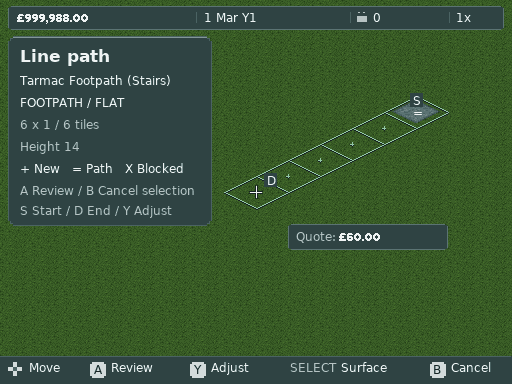 £999,988.00 1 Mar Y1 0 1x
Line path
Tarmac Footpath (Stairs)
FOOTPATH / FLAT
6 x 1 / 6 tiles
Height 14
+ New = Path X Blocked
A Review / B Cancel selection
S Start / D End / Y Adjust
S
=
D
Quote: £60.00
Move A Review Y Adjust SELECT Surface B Cancel